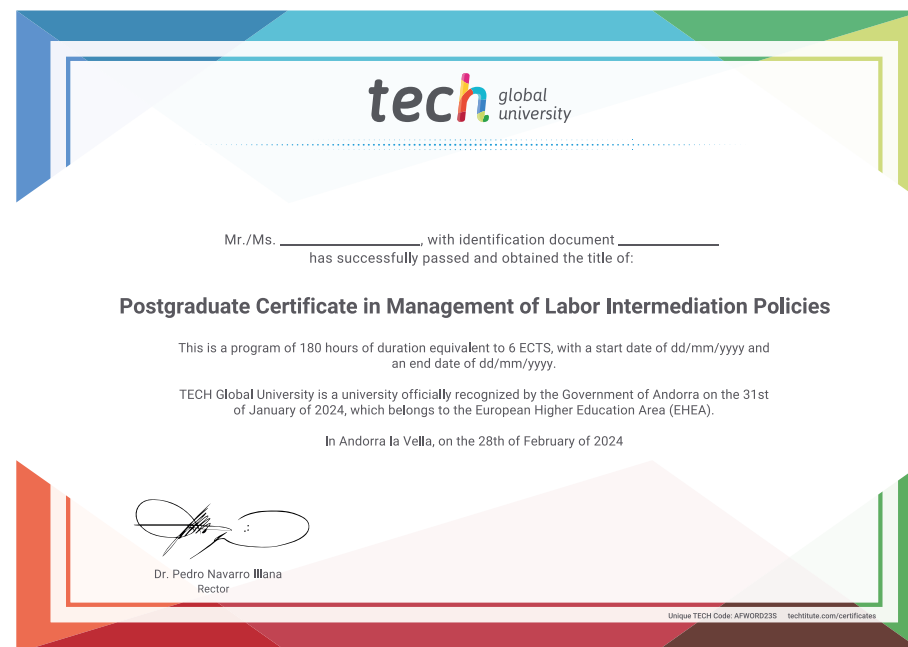 tech global university
Mr./Ms. ____________________, with identification document ______________
has successfully passed and obtained the title of:
Postgraduate Certificate in Management of Labor Intermediation Policies
This is a program of 180 hours of duration equivalent to 6 ECTS, with a start date of dd/mm/yyyy and
an end date of dd/mm/yyyy.
TECH Global University is a university officially recognized by the Government of Andorra on the 31st
of January of 2024, which belongs to the European Higher Education Area (EHEA).
In Andorra la Vella, on the 28th of February of 2024
Dr. Pedro Navarro Illana
Rector
Unique TECH Code: AFWORD23S techtitute.com/certificates